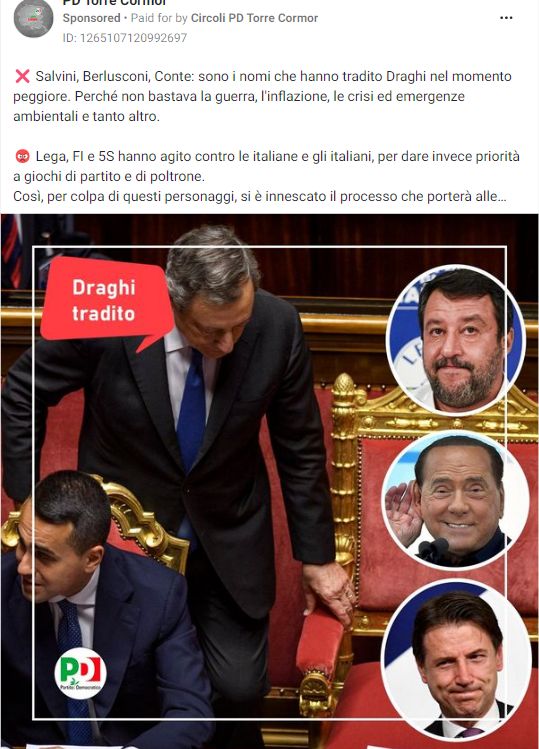 PD Torre Cormor
Sponsored • Paid for by Circoli PD Torre Cormor
ID: 1265107120992697
❌ Salvini, Berlusconi, Conte: sono i nomi che hanno tradito Draghi nel momento
peggiore. Perché non bastava la guerra, l'inflazione, le crisi ed emergenze
ambientali e tanto altro.
Lega, FI e 5S hanno agito contro le italiane e gli italiani, per dare invece priorità
a giochi di partito e di poltrone.
Così, per colpa di questi personaggi, si è innescato il processo che porterà alle...
Draghi
tradito
PD
Partito Democratico